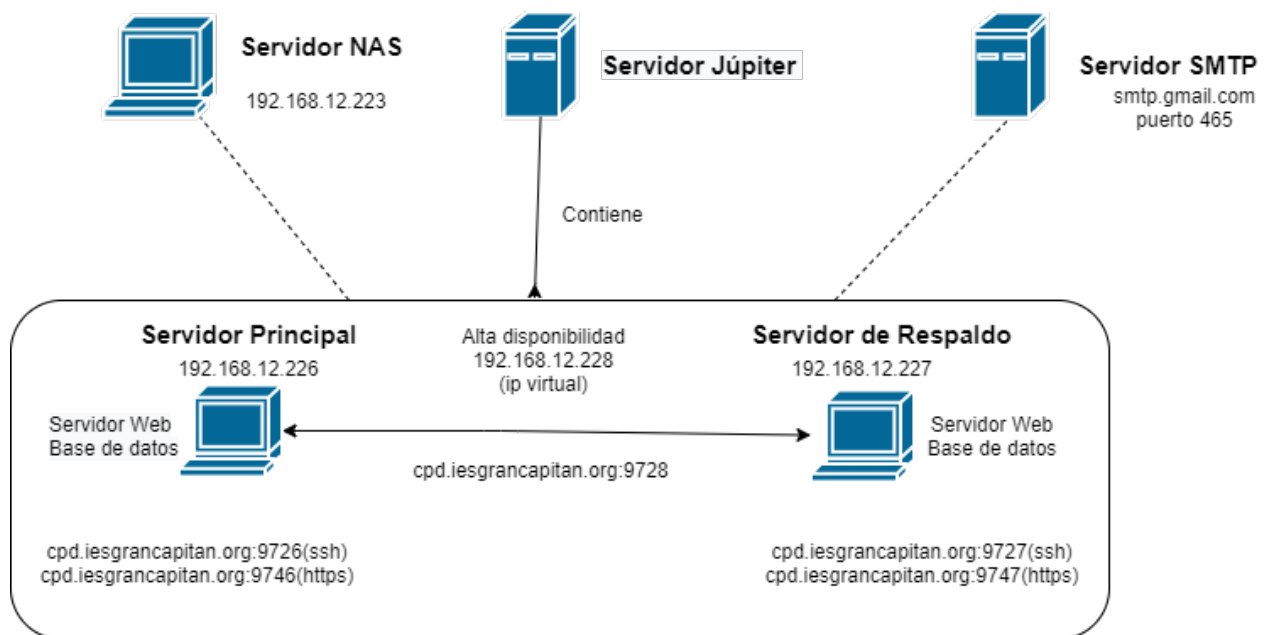 Servidor NAS
192.168.12.223
Servidor Júpiter
Servidor SMTP
smtp.gmail.com
puerto 465
Contiene
Servidor Principal
192.168.12.226
Servidor Web
Base de datos
Alta disponibilidad
192.168.12.228
(ip virtual)
cpd.iesgrancapitan.org:9728
Servidor de Respaldo
192.168.12.227
Servidor Web
Base de datos
cpd.iesgrancapitan.org:9726(ssh)
cpd.iesgrancapitan.org:9746(https)
cpd.iesgrancapitan.org:9727(ssh)
cpd.iesgrancapitan.org:9747(https)